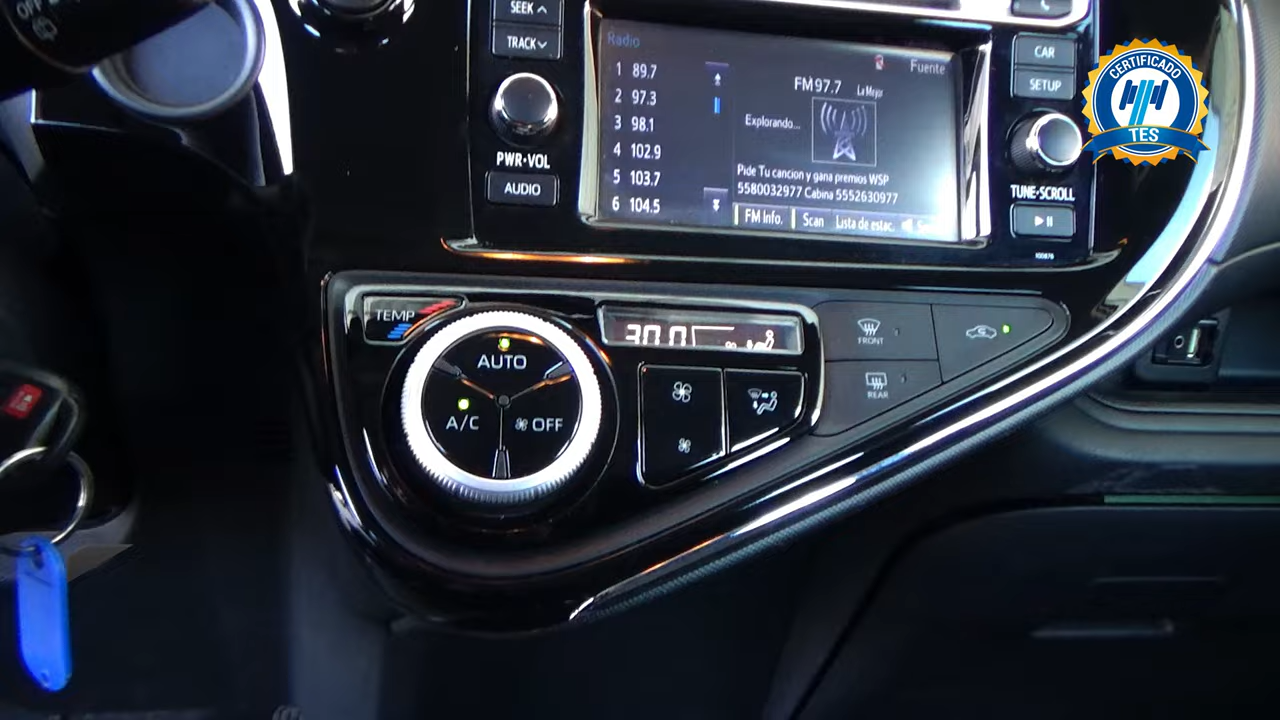 OFF
SEEK
TRACK
PWR•VOL
AUDIO
Radio
1 89.7
2 97.3
3 98.1
4 102.9
5 103.7
6 104.5
Fuente
FM97.7 La Mejor
Explorando...
Pide Tu cancion y gana premios WSP
5580032977 Cabina 5552630977
FM Info.
Scan
Lista de estac.
CAR
SETUP
TUNE•SCROLL
100876
CERTIFICADO
TES
TEMP
AUTO
A/C
OFF
30.0
FRONT
REAR